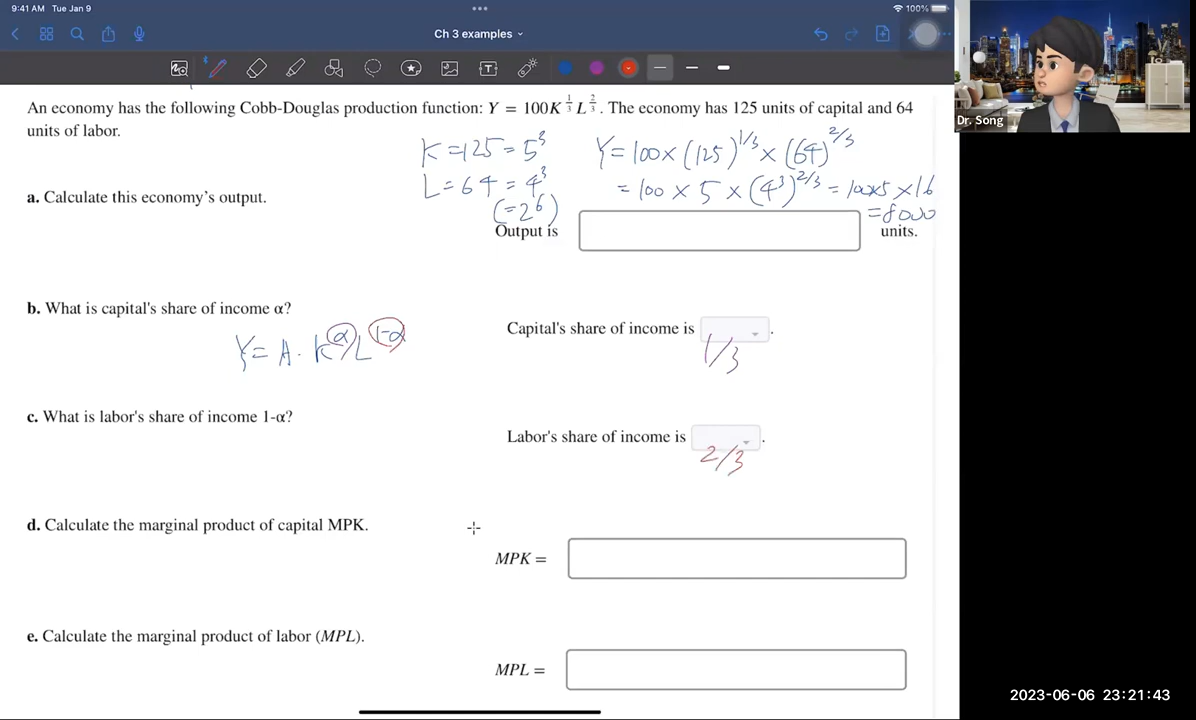 9:41 AM Tue Jan 9
100%
Ch 3 examples
An economy has the following Cobb-Douglas production function: Y = 100K^{1/3} L^{2/3}. The economy has 125 units of capital and 64
units of labor.
K=125=5³
L=64=4³
(=2⁶)
Y=100×(125)^{1/3}×(64)^{2/3}
=100×5×(4³)^{2/3}=100×5×16
=8000
a. Calculate this economy's output.
Output is
units.
b. What is capital's share of income α?
Y=A·K^α L^{1-α}
Capital's share of income is
.
1/3
c. What is labor's share of income 1-α?
Labor's share of income is
.
2/3
d. Calculate the marginal product of capital MPK.
MPK =
e. Calculate the marginal product of labor (MPL).
MPL =
Dr. Song
2023-06-06 23:21:43